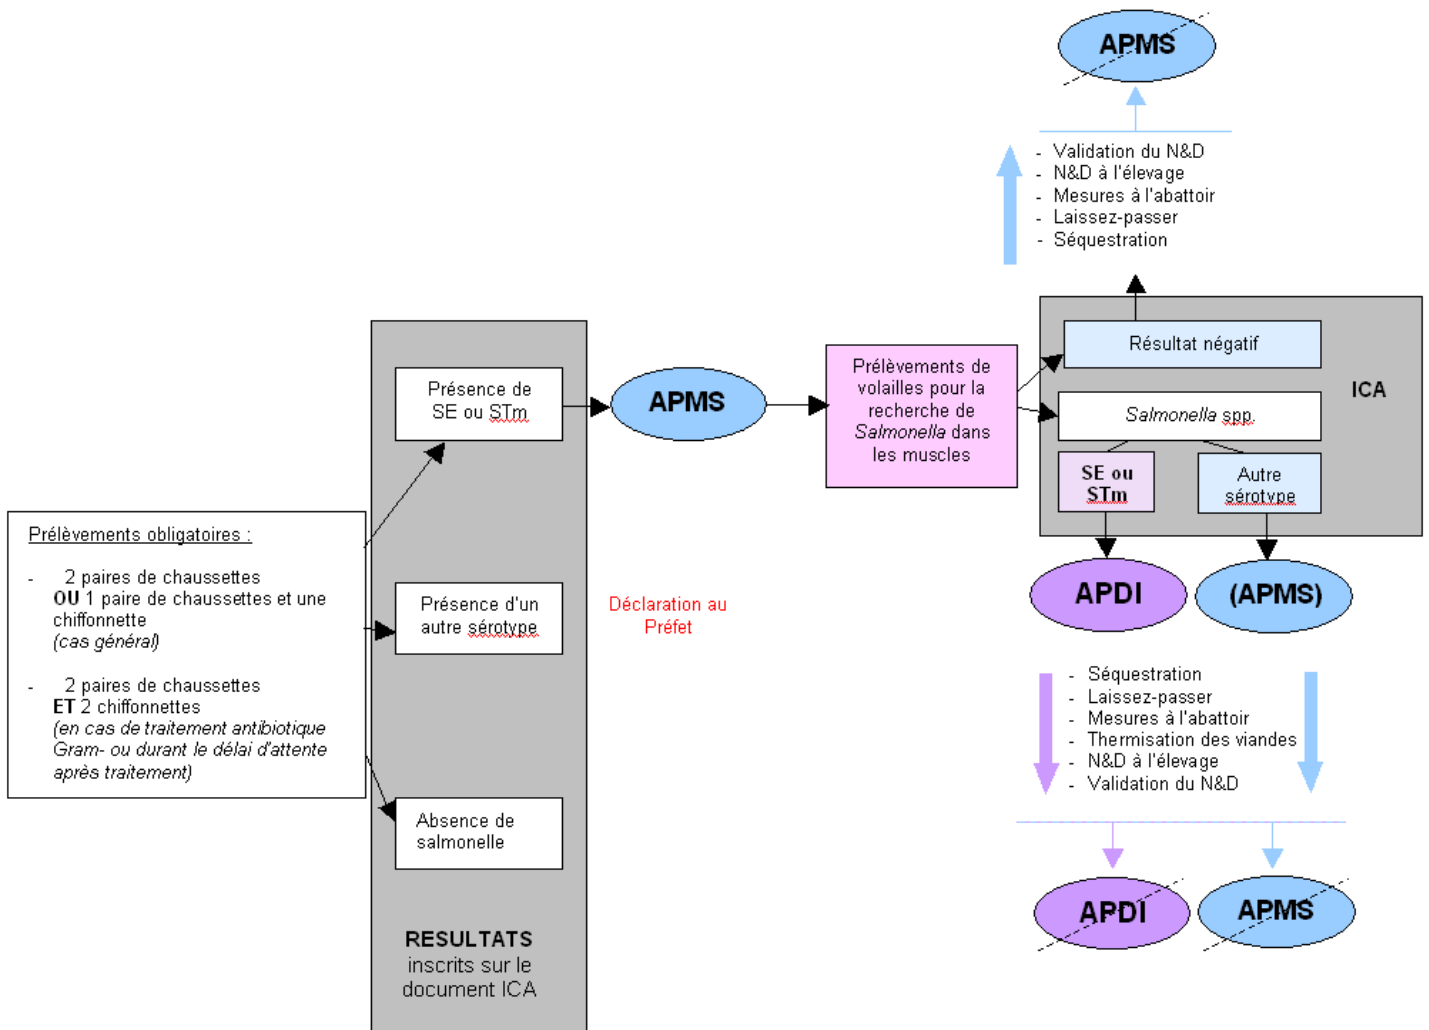 APMS
- Validation du N&D
- N&D à l'élevage
- Mesures à l'abattoir
- Laissez-passer
- Séquestration
Prélèvements obligatoires :
- 2 paires de chaussettes
OU 1 paire de chaussettes et une
chiffonnette
(cas général)
- 2 paires de chaussettes
ET 2 chiffonnettes
(en cas de traitement antibiotique
Gram- ou durant le délai d'attente
après traitement)
Présence de
SE ou STm
Présence d'un
autre sérotype
Absence de
salmonelle
RESULTATS
inscrits sur le
document ICA
APMS
Déclaration au
Préfet
Prélèvements de
volailles pour la
recherche de
Salmonella dans
les muscles
Résultat négatif
ICA
Salmonella spp.
SE ou
STm
Autre
sérotype
APDI
(APMS)
- Séquestration
- Laissez-passer
- Mesures à l'abattoir
- Thermisation des viandes
- N&D à l'élevage
- Validation du N&D
APDI
APMS